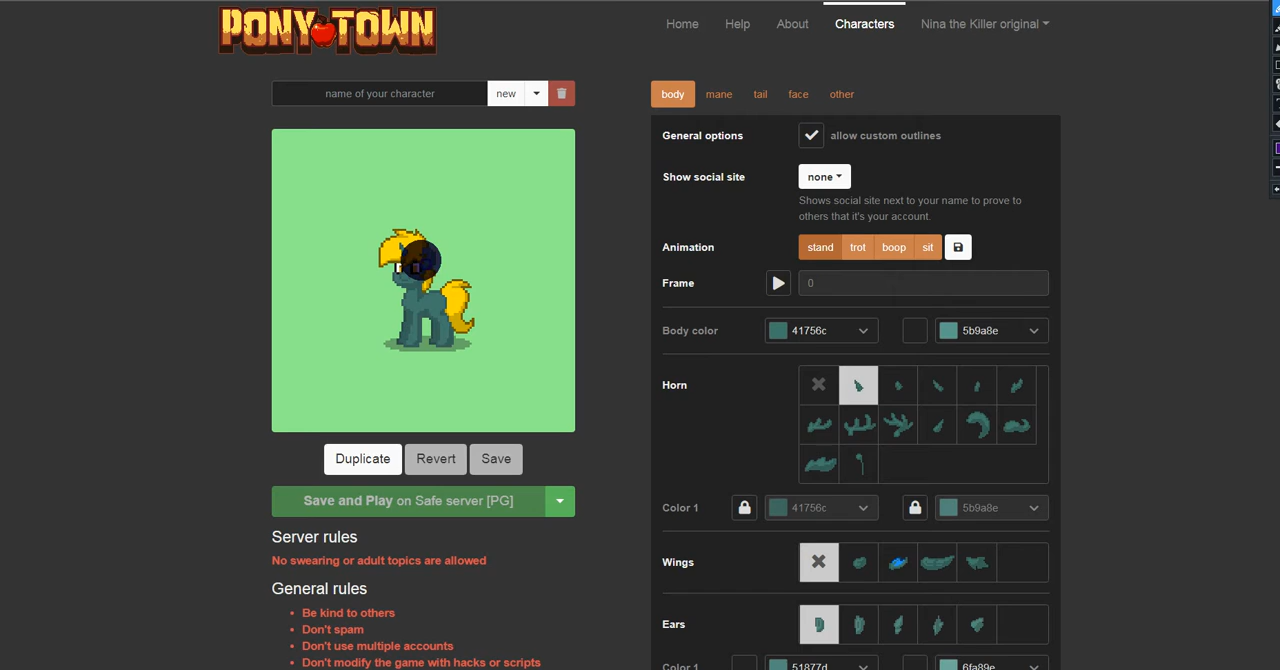 PONY TOWN
Home Help About Characters Nina the Killer original
name of your character new
body mane tail face other
General options allow custom outlines
Show social site none
Shows social site next to your name to prove to
others that it's your account.
Animation stand trot boop sit
Frame 0
Body color 41756c 5b9a8e
Horn
Color 1 41756c 5b9a8e
Wings
Ears
Color 1 51877d 6fa89e
Duplicate Revert Save
Save and Play on Safe server [PG]
Server rules
No swearing or adult topics are allowed
General rules
Be kind to others
Don't spam
Don't use multiple accounts
Don't modify the game with hacks or scripts